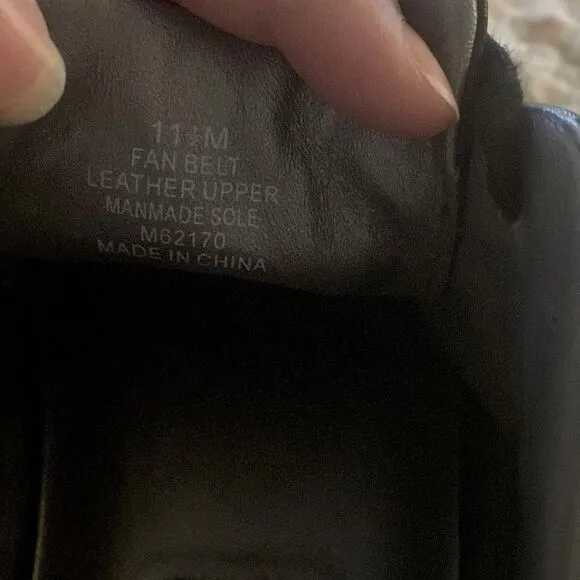 11½M
FAN BELT
LEATHER UPPER
MANMADE SOLE
M62170
MADE IN CHINA